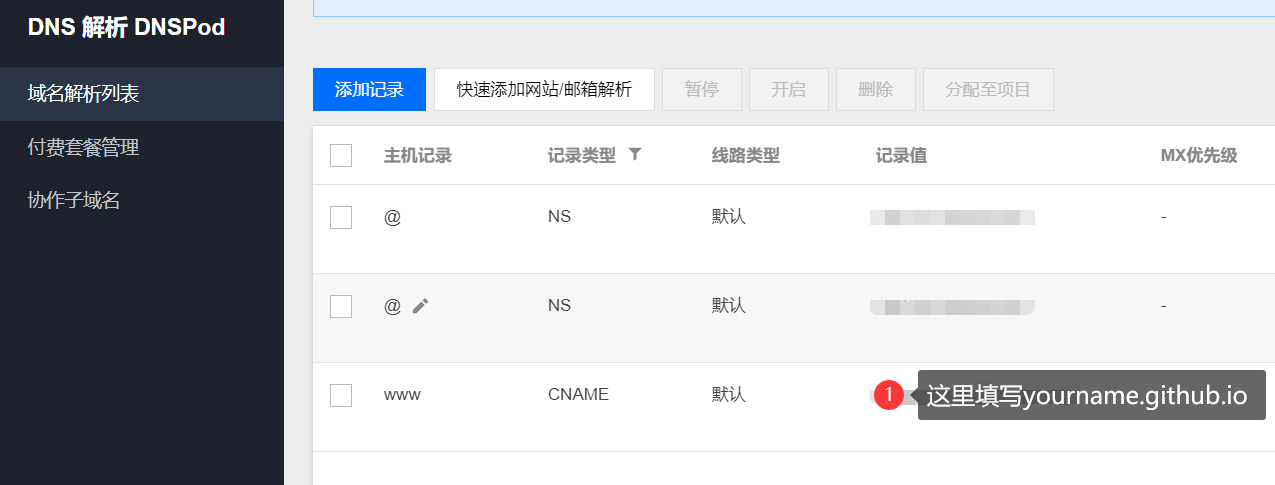 DNS 解析 DNSPod
域名解析列表
付费套餐管理
协作子域名
添加记录 快速添加网站/邮箱解析 暂停 开启 删除 分配至项目
主机记录 记录类型 线路类型 记录值 MX优先级
@ NS 默认 -
@ NS 默认 -
www CNAME 默认 1 这里填写yourname.github.io